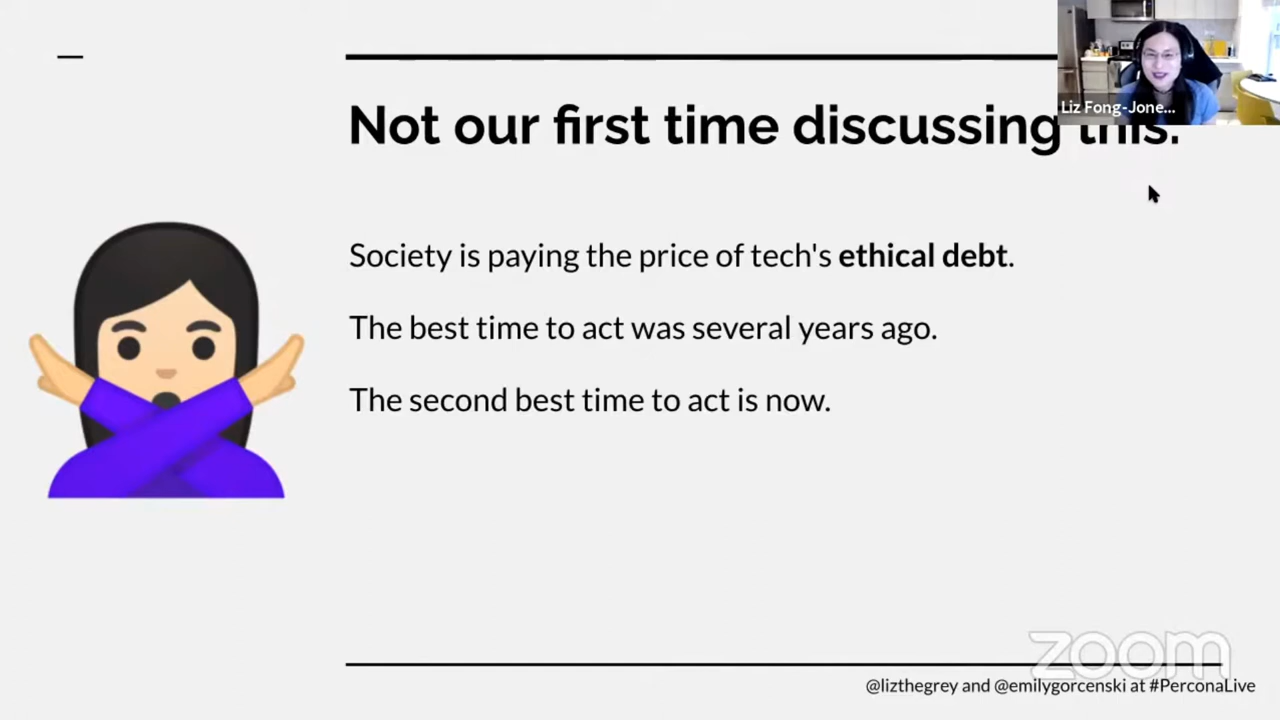 Liz Fong-Jone...
Not our first time discussing this.
Society is paying the price of tech's ethical debt.
The best time to act was several years ago.
The second best time to act is now.
zoom
@lizthegrey and @emilygorcenski at #PerconaLive